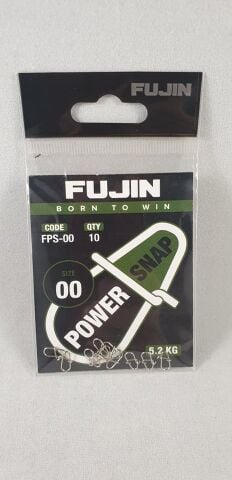 FUJIN
FUJIN
BORN TO WIN
CODE QTY
FPS-00 10
SIZE
00
POWER SNAP
5.2 KG